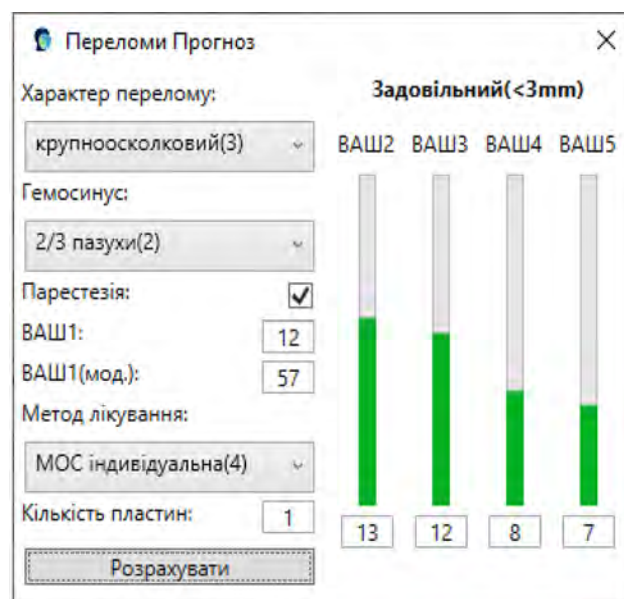 Переломи Прогноз
Характер перелому:
крупноосколковий(3)
Гемосинус:
2/3 пазухи(2)
Парестезія:
ВАШ1:
12
ВАШ1(мод.):
57
Метод лікування:
МОС індивідуальна(4)
Кількість пластин:
1
Розрахувати
Задовільний(<3mm)
ВАШ2 ВАШ3 ВАШ4 ВАШ5
13 12 8 7